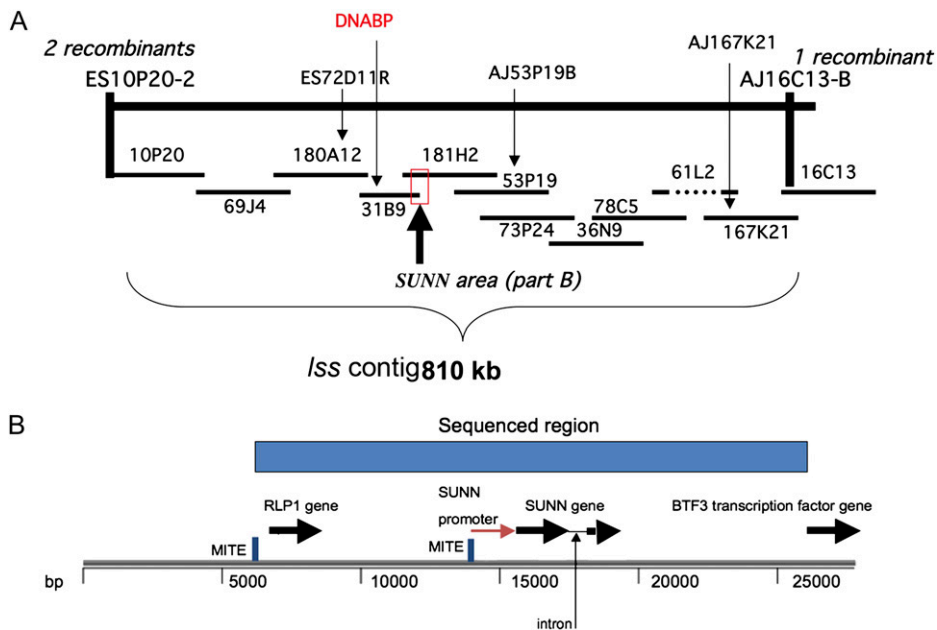 A
DNABP
2 recombinants
ES10P20-2
ES72D11R
AJ53P19B
AJ167K21
1 recombinant
AJ16C13-B
10P20
180A12
181H2
61L2
16C13
69J4
31B9
53P19
73P24
36N9
78C5
167K21
SUNN area (part B)
lss contig 810 kb
B
Sequenced region
RLP1 gene
SUNN
promoter
SUNN gene
BTF3 transcription factor gene
MITE
MITE
bp
5000
10000
15000
20000
25000
intron